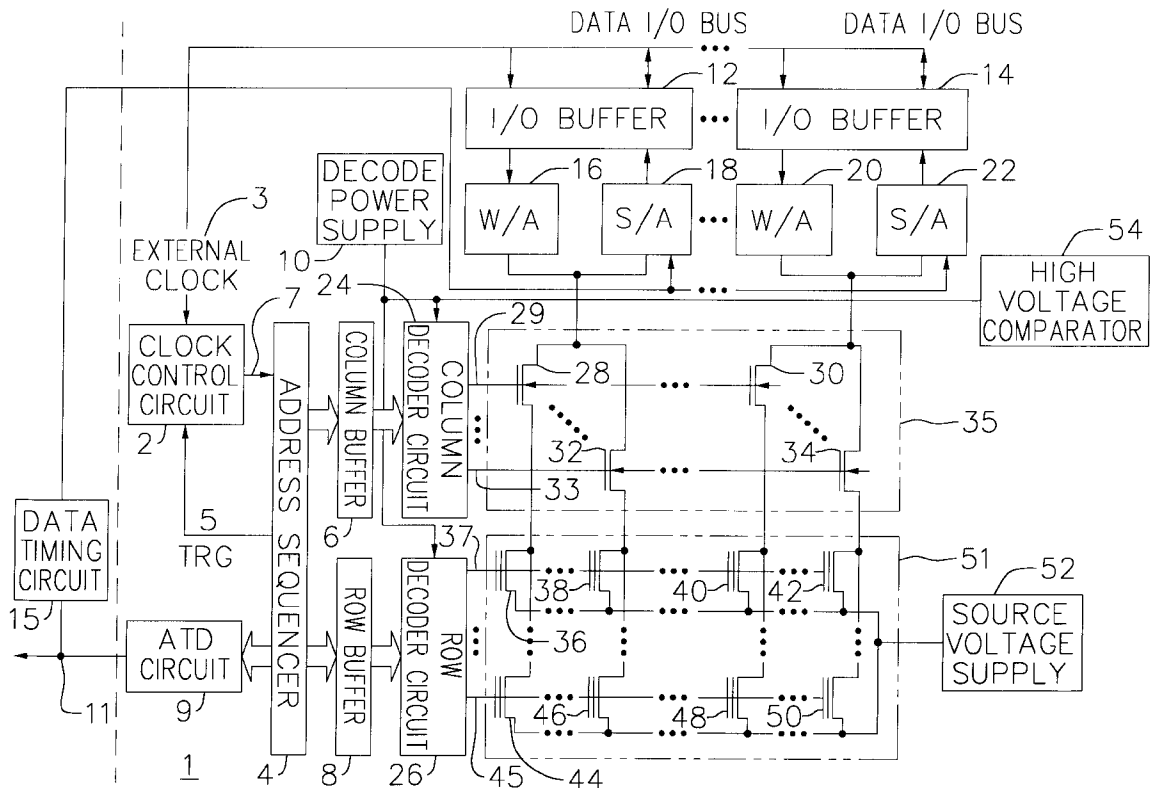 DATA I/O BUS
DATA I/O BUS
12
14
I/O BUFFER
I/O BUFFER
DECODE
POWER
SUPPLY
10
16
18
20
22
W/A
S/A
W/A
S/A
54
HIGH
VOLTAGE
COMPARATOR
3
EXTERNAL
CLOCK
7
24
29
CLOCK
CONTROL
CIRCUIT
2
ADDRESS SEQUENCER
COLUMN BUFFER
COLUMN
DECODER CIRCUIT
28
30
35
32
34
33
6
5
TRG
37
DATA
TIMING
CIRCUIT
15
ATD
CIRCUIT
9
11
1
4
ROW BUFFER
8
ROW
DECODER CIRCUIT
26
45
38
40
42
36
51
52
SOURCE
VOLTAGE
SUPPLY
46
48
50
44